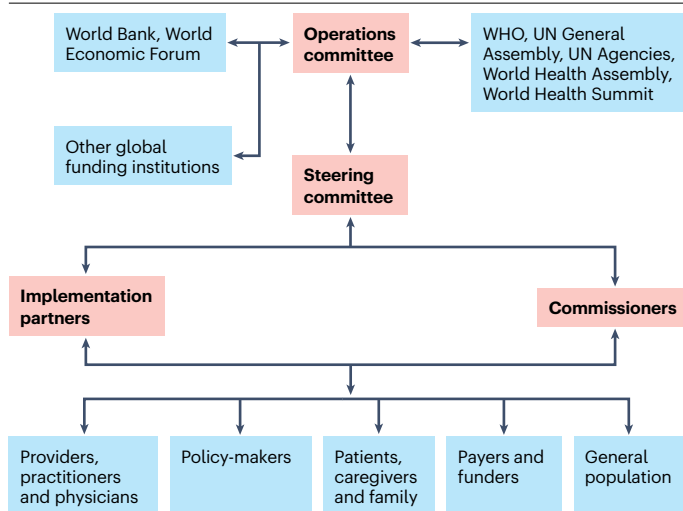 World Bank, World
Economic Forum
Operations
committee
WHO, UN General
Assembly, UN Agencies,
World Health Assembly,
World Health Summit
Other global
funding institutions
Steering
committee
Implementation
partners
Commissioners
Providers,
practitioners
and physicians
Policy-makers
Patients,
caregivers
and family
Payers and
funders
General
population